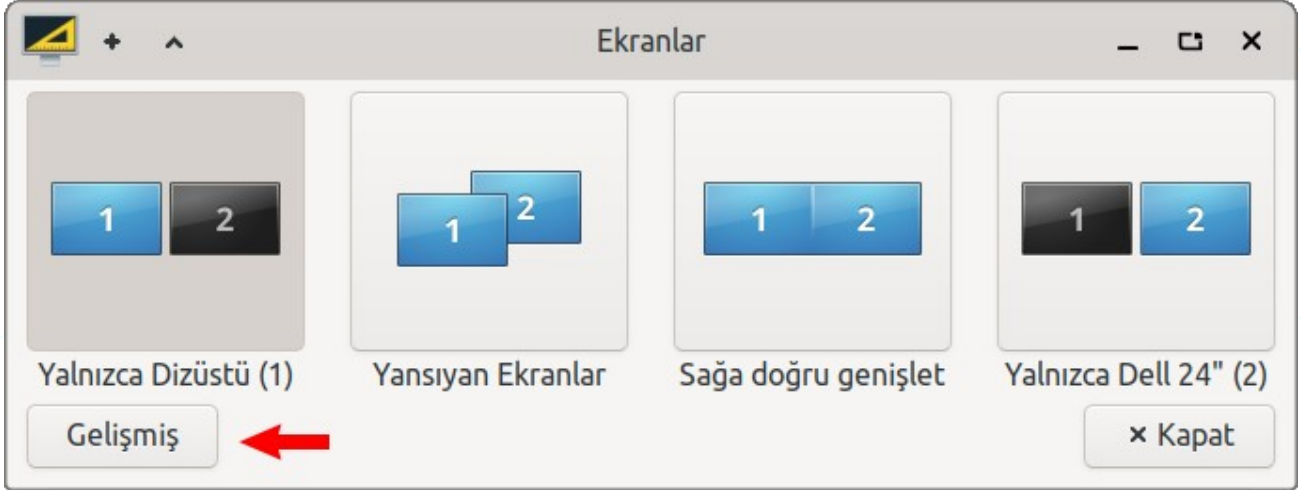 Ekranlar
1 2
1 2
1 2
1 2
Yalnızca Dizüstü (1)
Yansıyan Ekranlar
Sağa doğru genişlet
Yalnızca Dell 24" (2)
Gelişmiş
Kapat